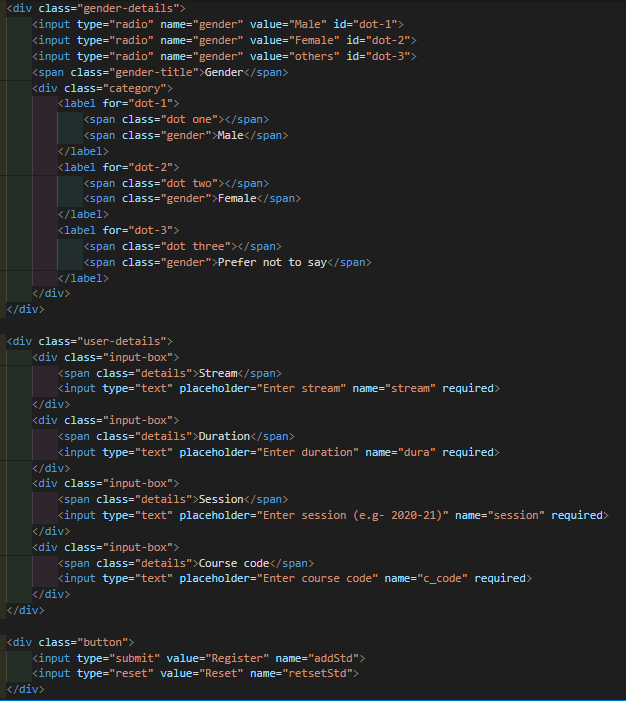 <div class="gender-details">
<input type="radio" name="gender" value="Male" id="dot-1">
<input type="radio" name="gender" value="Female" id="dot-2">
<input type="radio" name="gender" value="others" id="dot-3">
<span class="gender-title">Gender</span>
<div class="category">
<label for="dot-1">
<span class="dot one"></span>
<span class="gender">Male</span>
</label>
<label for="dot-2">
<span class="dot two"></span>
<span class="gender">Female</span>
</label>
<label for="dot-3">
<span class="dot three"></span>
<span class="gender">Prefer not to say</span>
</label>
</div>
</div>
<div class="user-details">
<div class="input-box">
<span class="details">Stream</span>
<input type="text" placeholder="Enter stream" name="stream" required>
</div>
<div class="input-box">
<span class="details">Duration</span>
<input type="text" placeholder="Enter duration" name="dura" required>
</div>
<div class="input-box">
<span class="details">Session</span>
<input type="text" placeholder="Enter session (e.g- 2020-21)" name="session" required>
</div>
<div class="input-box">
<span class="details">Course code</span>
<input type="text" placeholder="Enter course code" name="c_code" required>
</div>
</div>
<div class="button">
<input type="submit" value="Register" name="addStd">
<input type="reset" value="Reset" name="retsetStd">
</div>